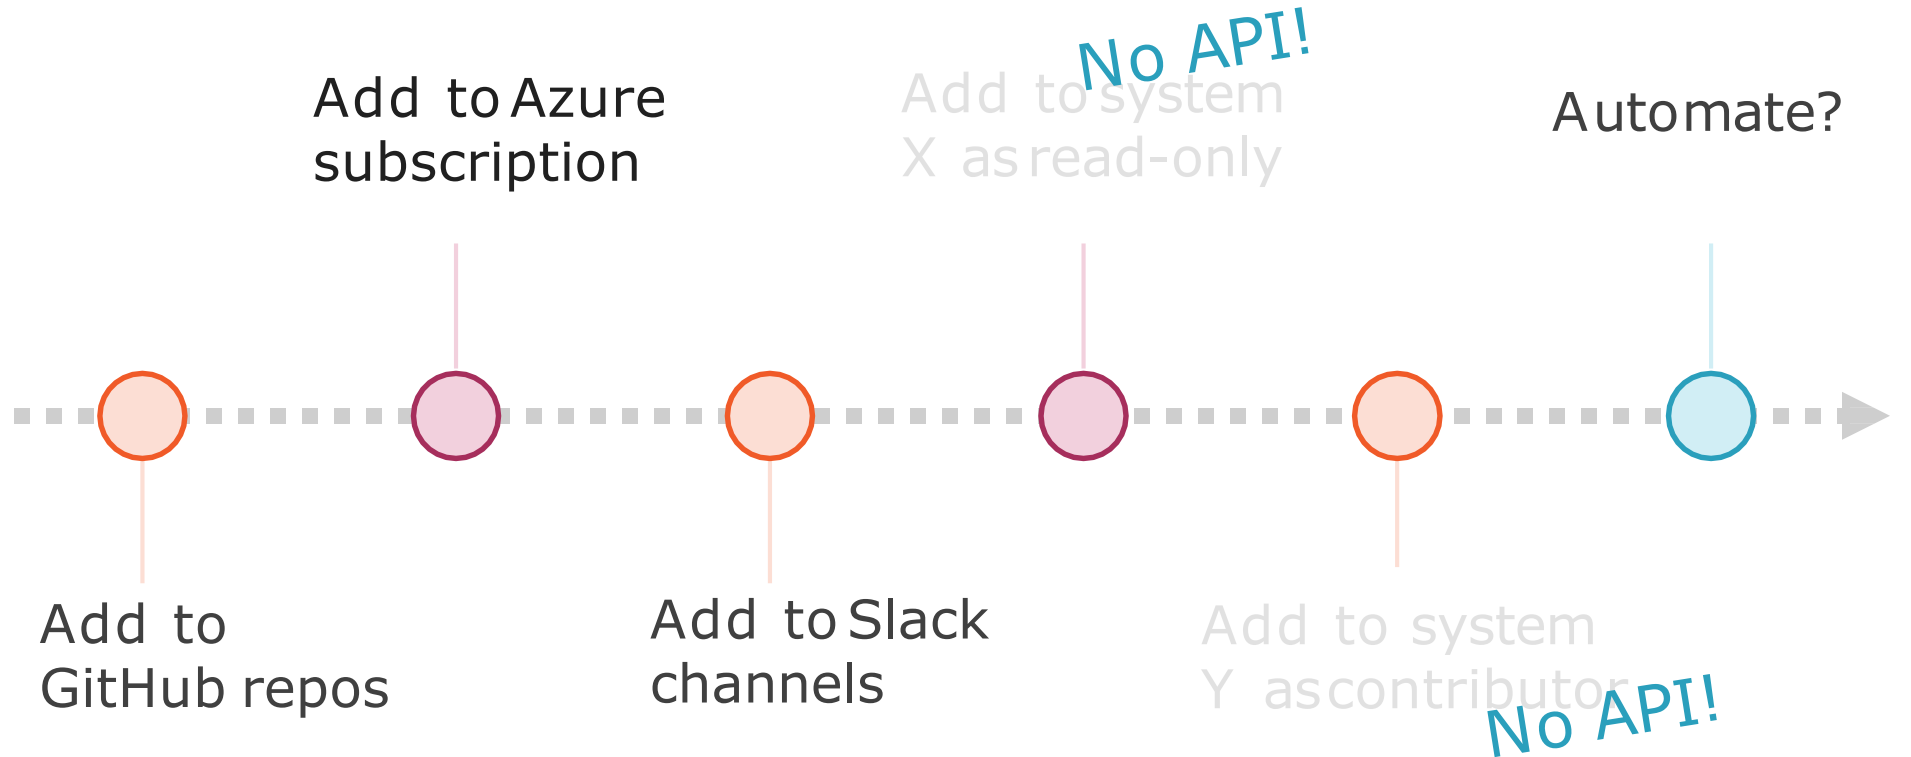 Add to Azure
subscription
No API!
Add to system
X as read-only
Automate?
Add to
GitHub repos
Add to Slack
channels
Add to system
Y as contributor
No API!